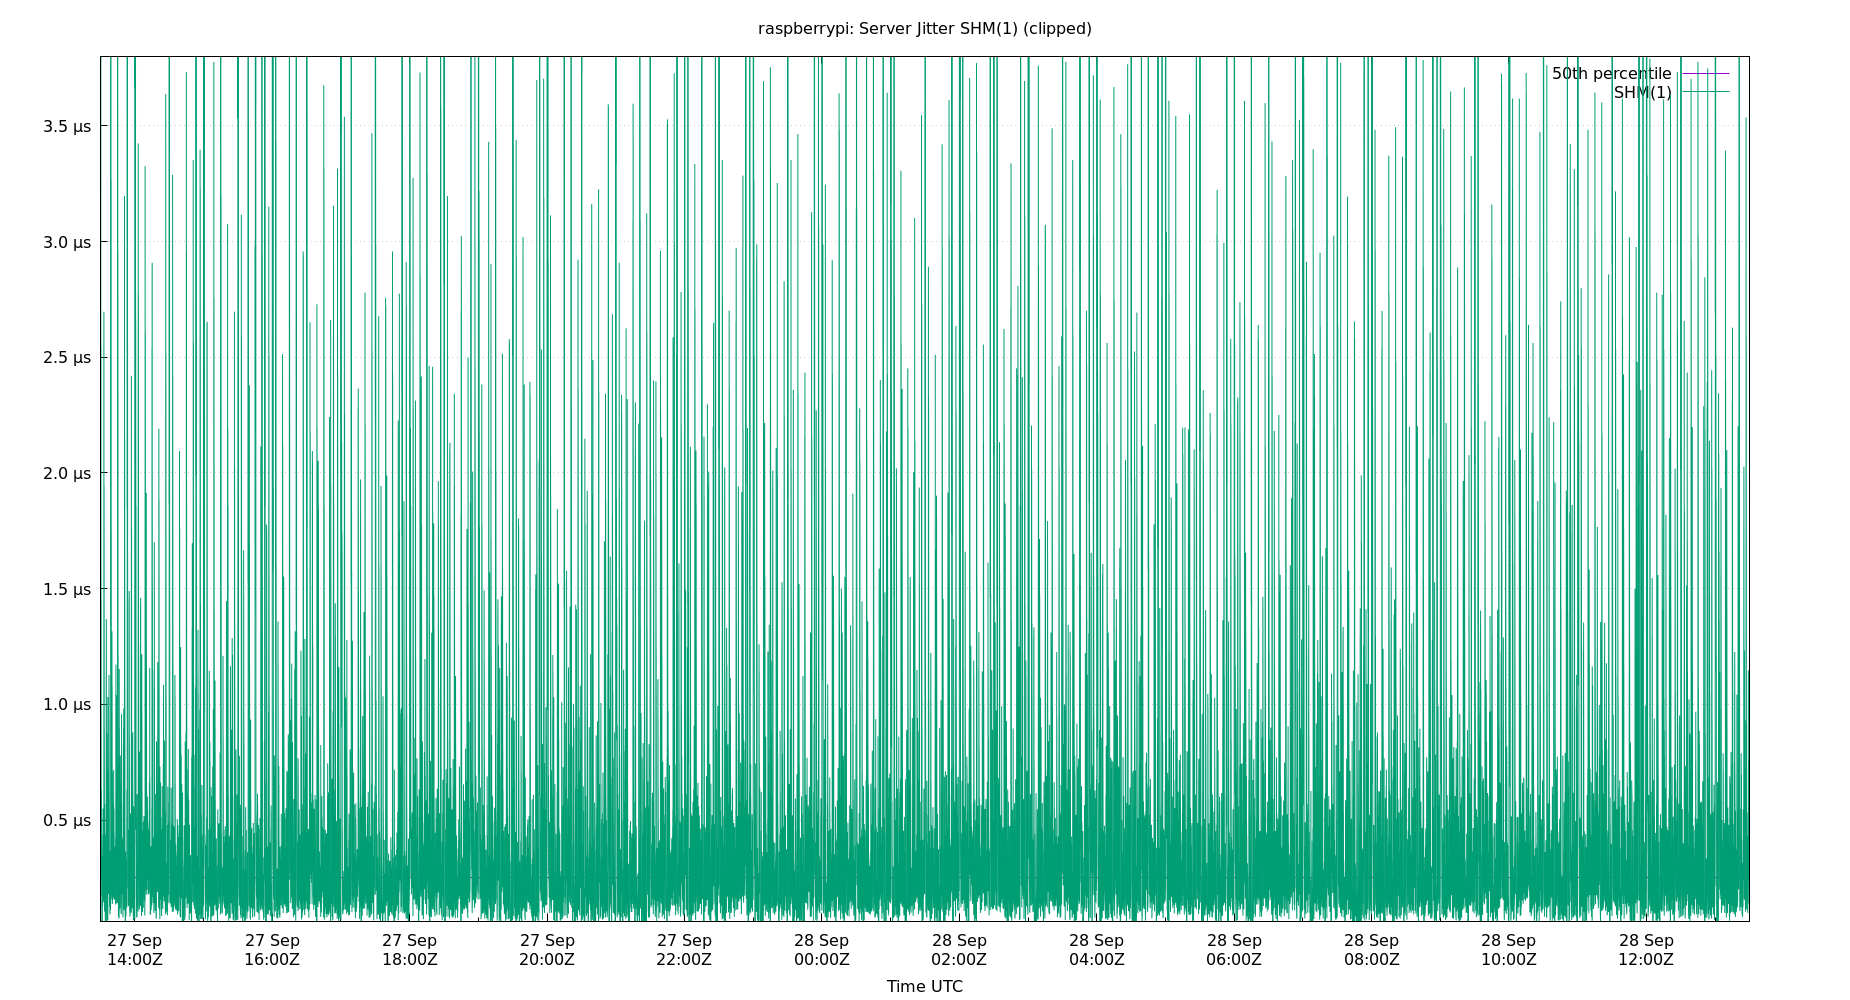 raspberrypi: Server Jitter SHM(1) (clipped)
50th percentile
SHM(1)
3.5 µs
3.0 µs
2.5 µs
2.0 µs
1.5 µs
1.0 µs
0.5 µs
27 Sep 27 Sep 27 Sep 27 Sep 27 Sep 28 Sep 28 Sep 28 Sep 28 Sep 28 Sep 28 Sep 28 Sep
14:00Z 16:00Z 18:00Z 20:00Z 22:00Z 00:00Z 02:00Z 04:00Z 06:00Z 08:00Z 10:00Z 12:00Z
Time UTC